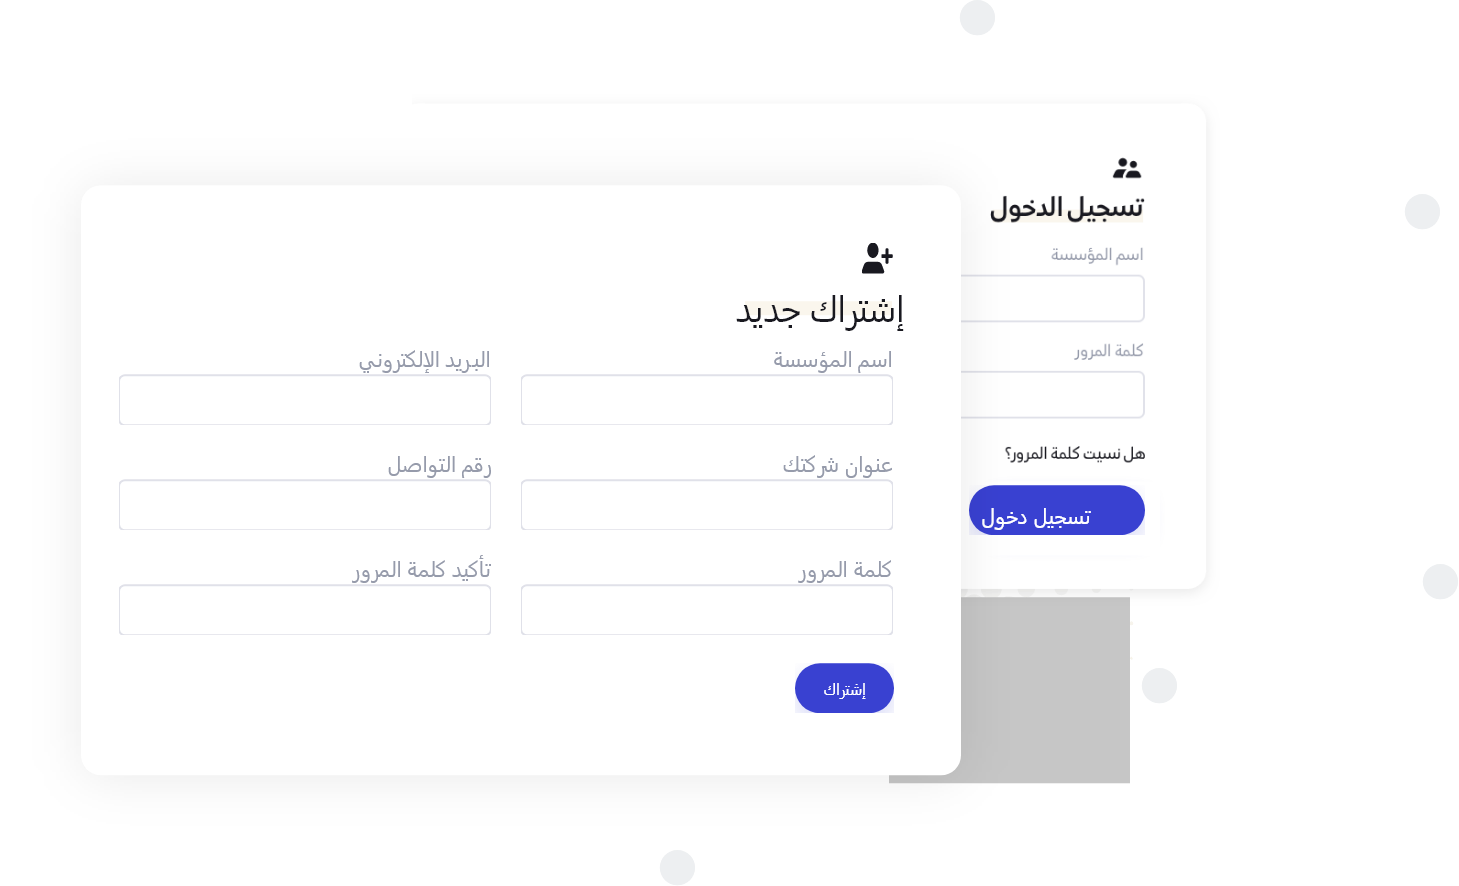 تسجيل الدخول
اسم المؤسسة
كلمة المرور
هل نسيت كلمة المرور؟
تسجيل دخول
إشتراك جديد
اسم المؤسسة
البريد الإلكتروني
عنوان شركتك
رقم التواصل
كلمة المرور
تأكيد كلمة المرور
إشتراك